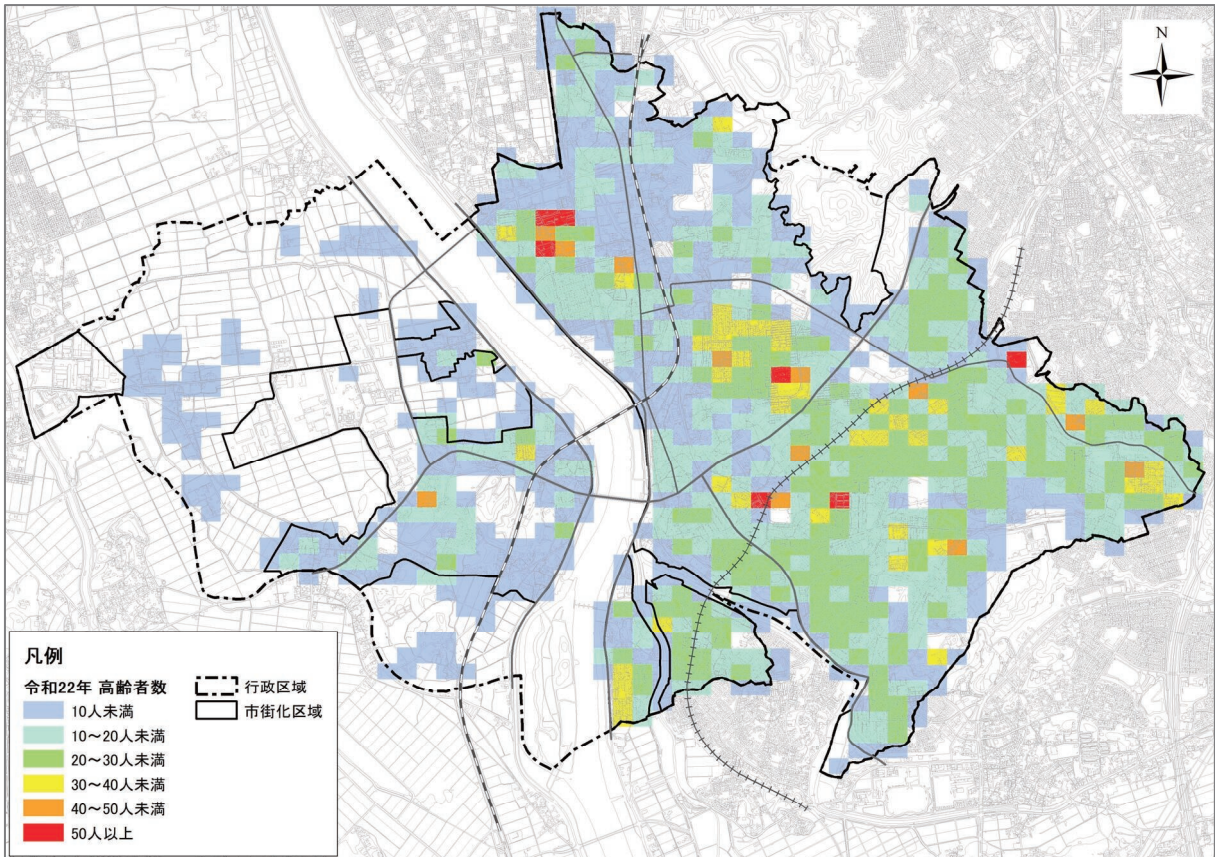 N
凡例
令和22年 高齢者数
10人未満
10~20人未満
20~30人未満
30~40人未満
40~50人未満
50人以上
行政区域
市街化区域